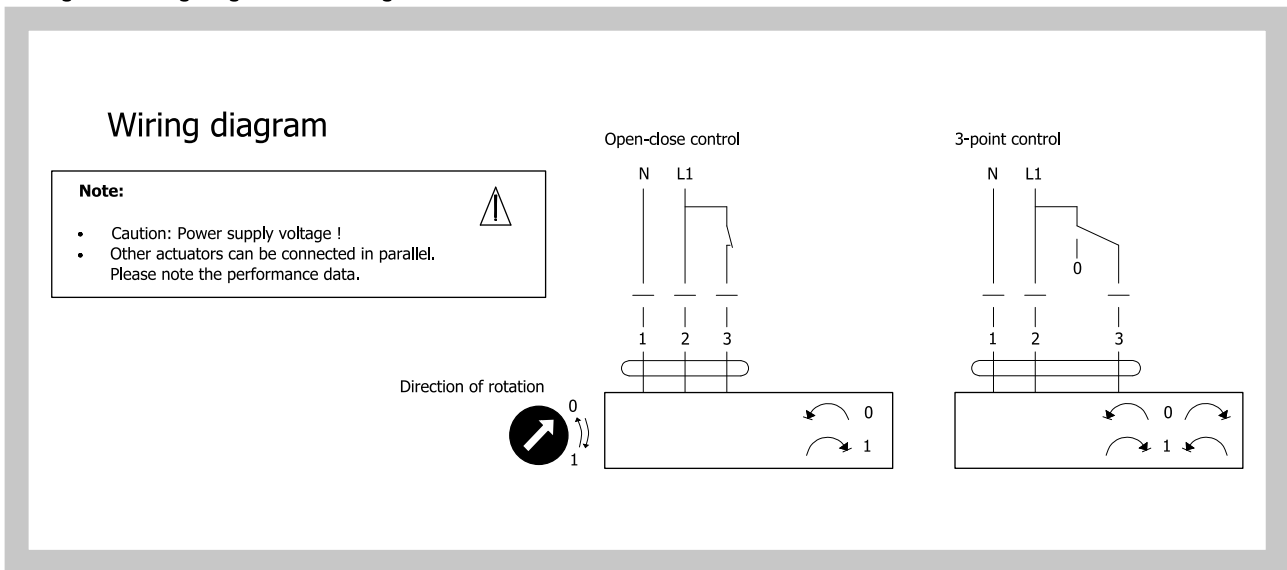 Wiring diagram
Note:
• Caution: Power supply voltage !
• Other actuators can be connected in parallel.
Please note the performance data.
Open-close control
N L1
1 2 3
Direction of rotation
0
1
0
1
3-point control
N L1
0
1 2 3
0
1